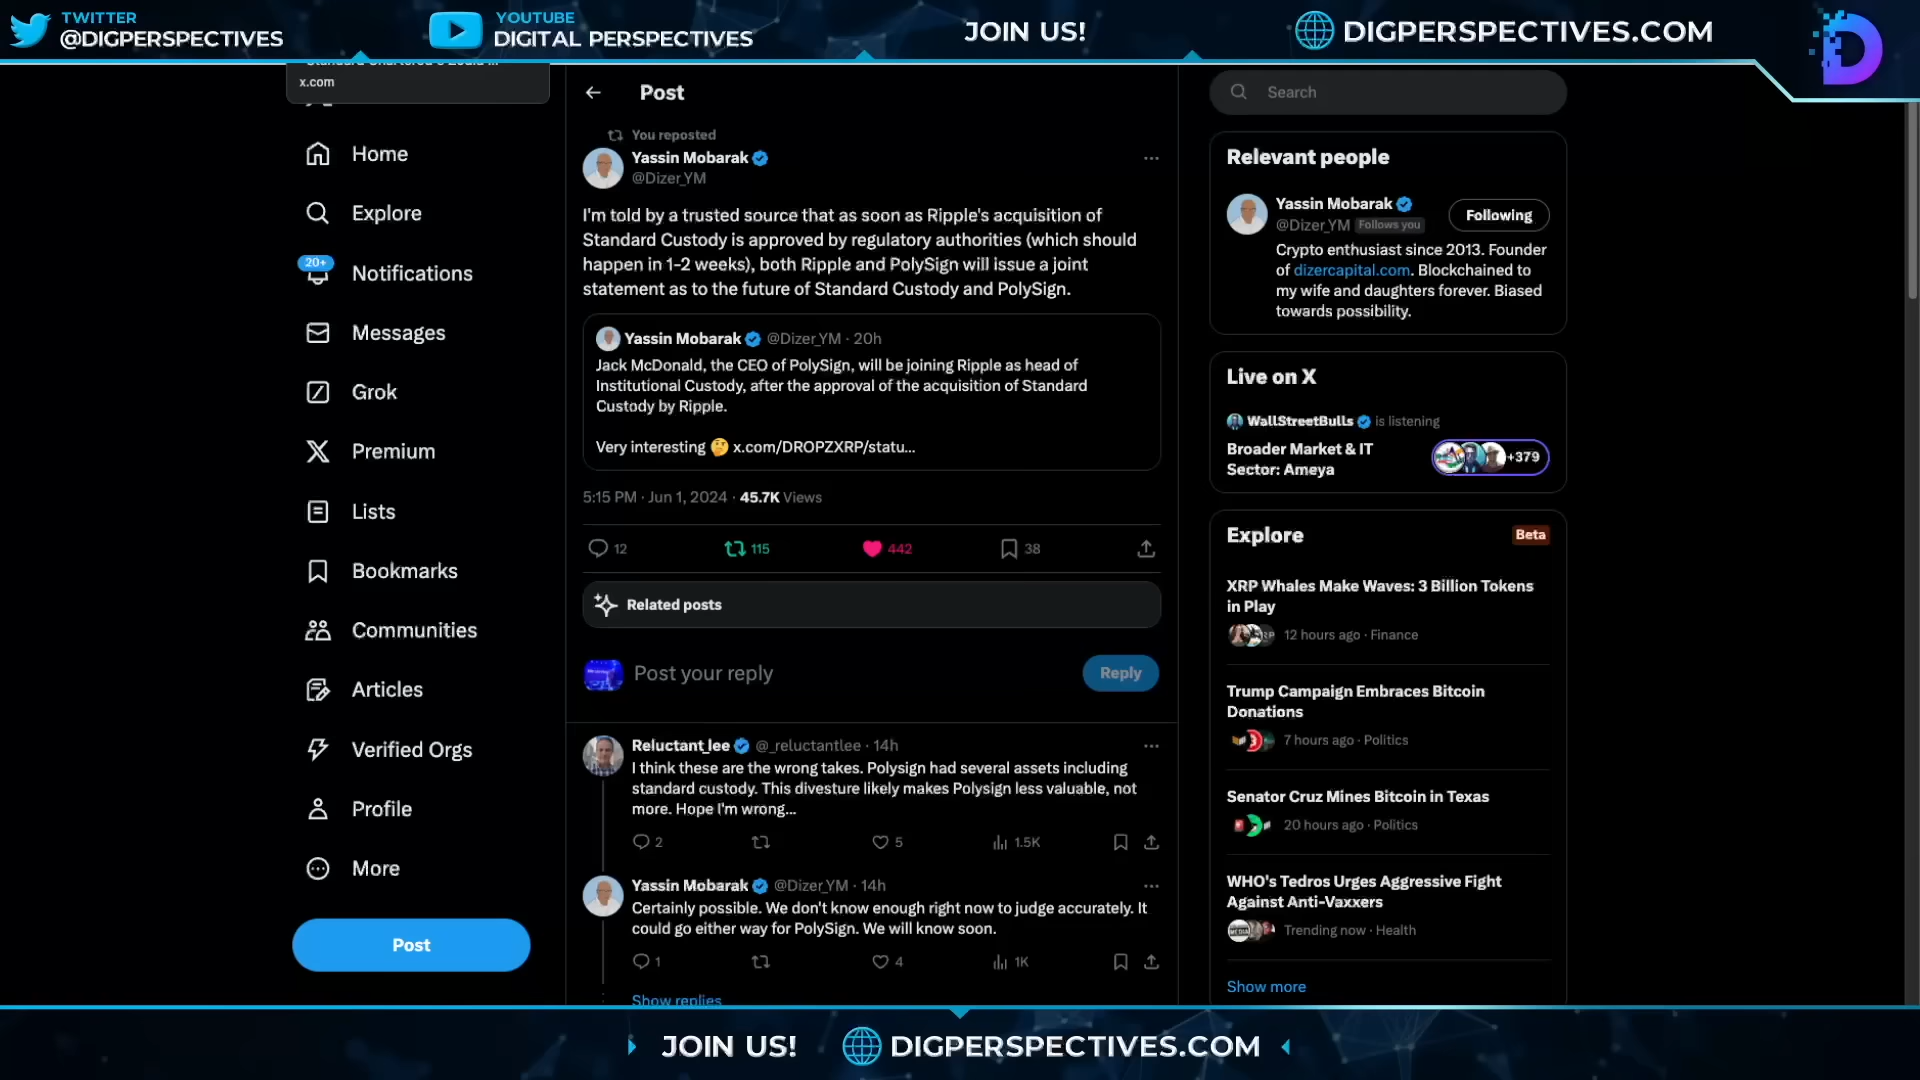 TWITTER
@DIGPERSPECTIVES
YOUTUBE
DIGITAL PERSPECTIVES
JOIN US!
DIGPERSPECTIVES.COM
x.com
Home
Explore
20+
Notifications
Messages
Grok
Premium
Lists
Bookmarks
Communities
Articles
Verified Orgs
Profile
More
Post
Post
You reposted
Yassin Mobarak
@Dizer_YM
I'm told by a trusted source that as soon as Ripple's acquisition of
Standard Custody is approved by regulatory authorities (which should
happen in 1-2 weeks), both Ripple and PolySign will issue a joint
statement as to the future of Standard Custody and PolySign.
Yassin Mobarak @Dizer_YM · 20h
Jack McDonald, the CEO of PolySign, will be joining Ripple as head of
Institutional Custody, after the approval of the acquisition of Standard
Custody by Ripple.
Very interesting 🤔 x.com/DROPZXRP/statu...
5:15 PM · Jun 1, 2024 · 45.7K Views
12 115 442 38
Related posts
Post your reply
Reply
Reluctant_lee @_reluctantlee · 14h
I think these are the wrong takes. Polysign had several assets including
standard custody. This divesture likely makes Polysign less valuable, not
more. Hope I'm wrong...
2 5 1.5K
Yassin Mobarak @Dizer_YM · 14h
Certainly possible. We don't know enough right now to judge accurately. It
could go either way for PolySign. We will know soon.
1 4 1K
Show replies
Search
Relevant people
Yassin Mobarak
@Dizer_YM Follows you
Following
Crypto enthusiast since 2013. Founder
of dizercapital.com. Blockchained to
my wife and daughters forever. Biased
towards possibility.
Live on X
WallStreetBulls is listening
Broader Market & IT
Sector: Ameya
+379
Explore
Beta
XRP Whales Make Waves: 3 Billion Tokens
in Play
12 hours ago · Finance
Trump Campaign Embraces Bitcoin
Donations
7 hours ago · Politics
Senator Cruz Mines Bitcoin in Texas
20 hours ago · Politics
WHO's Tedros Urges Aggressive Fight
Against Anti-Vaxxers
Trending now · Health
Show more
JOIN US!
DIGPERSPECTIVES.COM